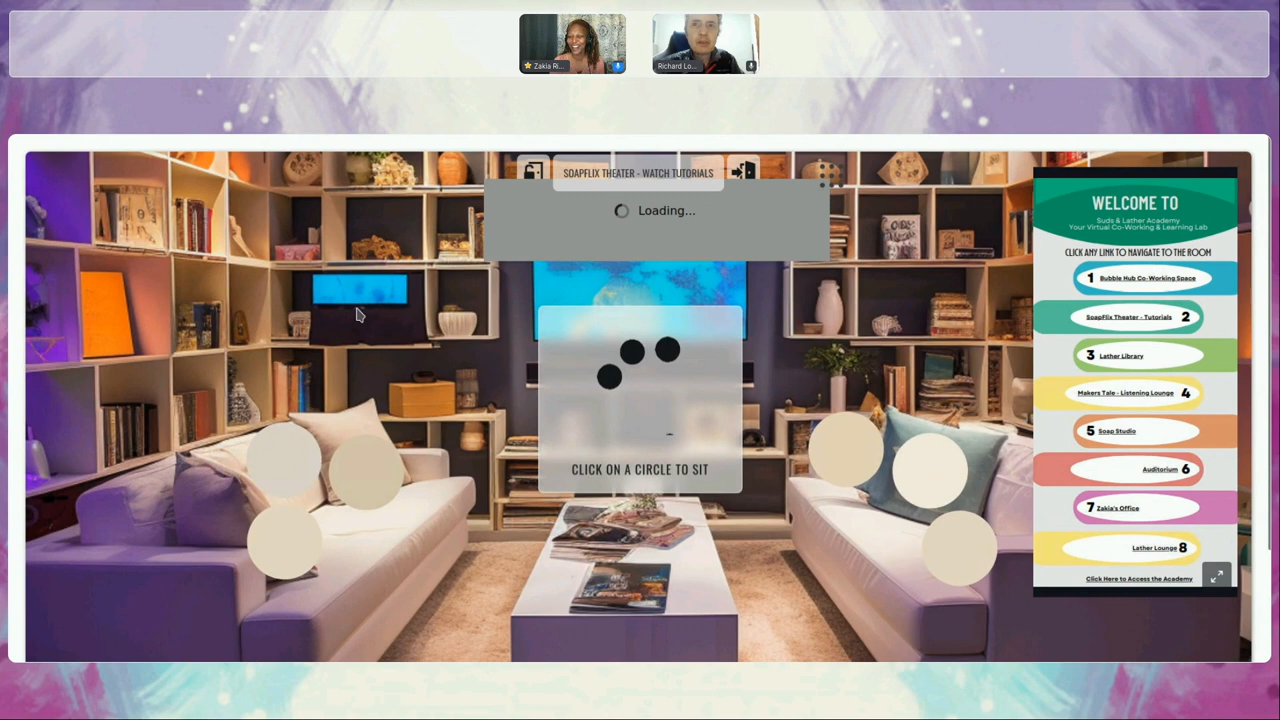 Zakia Ri...
Richard Lo...
SOAPFLIX THEATER - WATCH TUTORIALS
Loading...
CLICK ON A CIRCLE TO SIT
WELCOME TO
Suds & Lather Academy
Your Virtual Co-Working & Learning Lab
CLICK ANY LINK TO NAVIGATE TO THE ROOM
1 Bubble Hub Co-Working Space
SoapFlix Theater - Tutorials 2
3 Lather Library
Makers Tale - Listening Lounge 4
5 Soap Studio
Auditorium 6
7 Zakia's Office
Lather Lounge 8
Click Here to Access the Academy